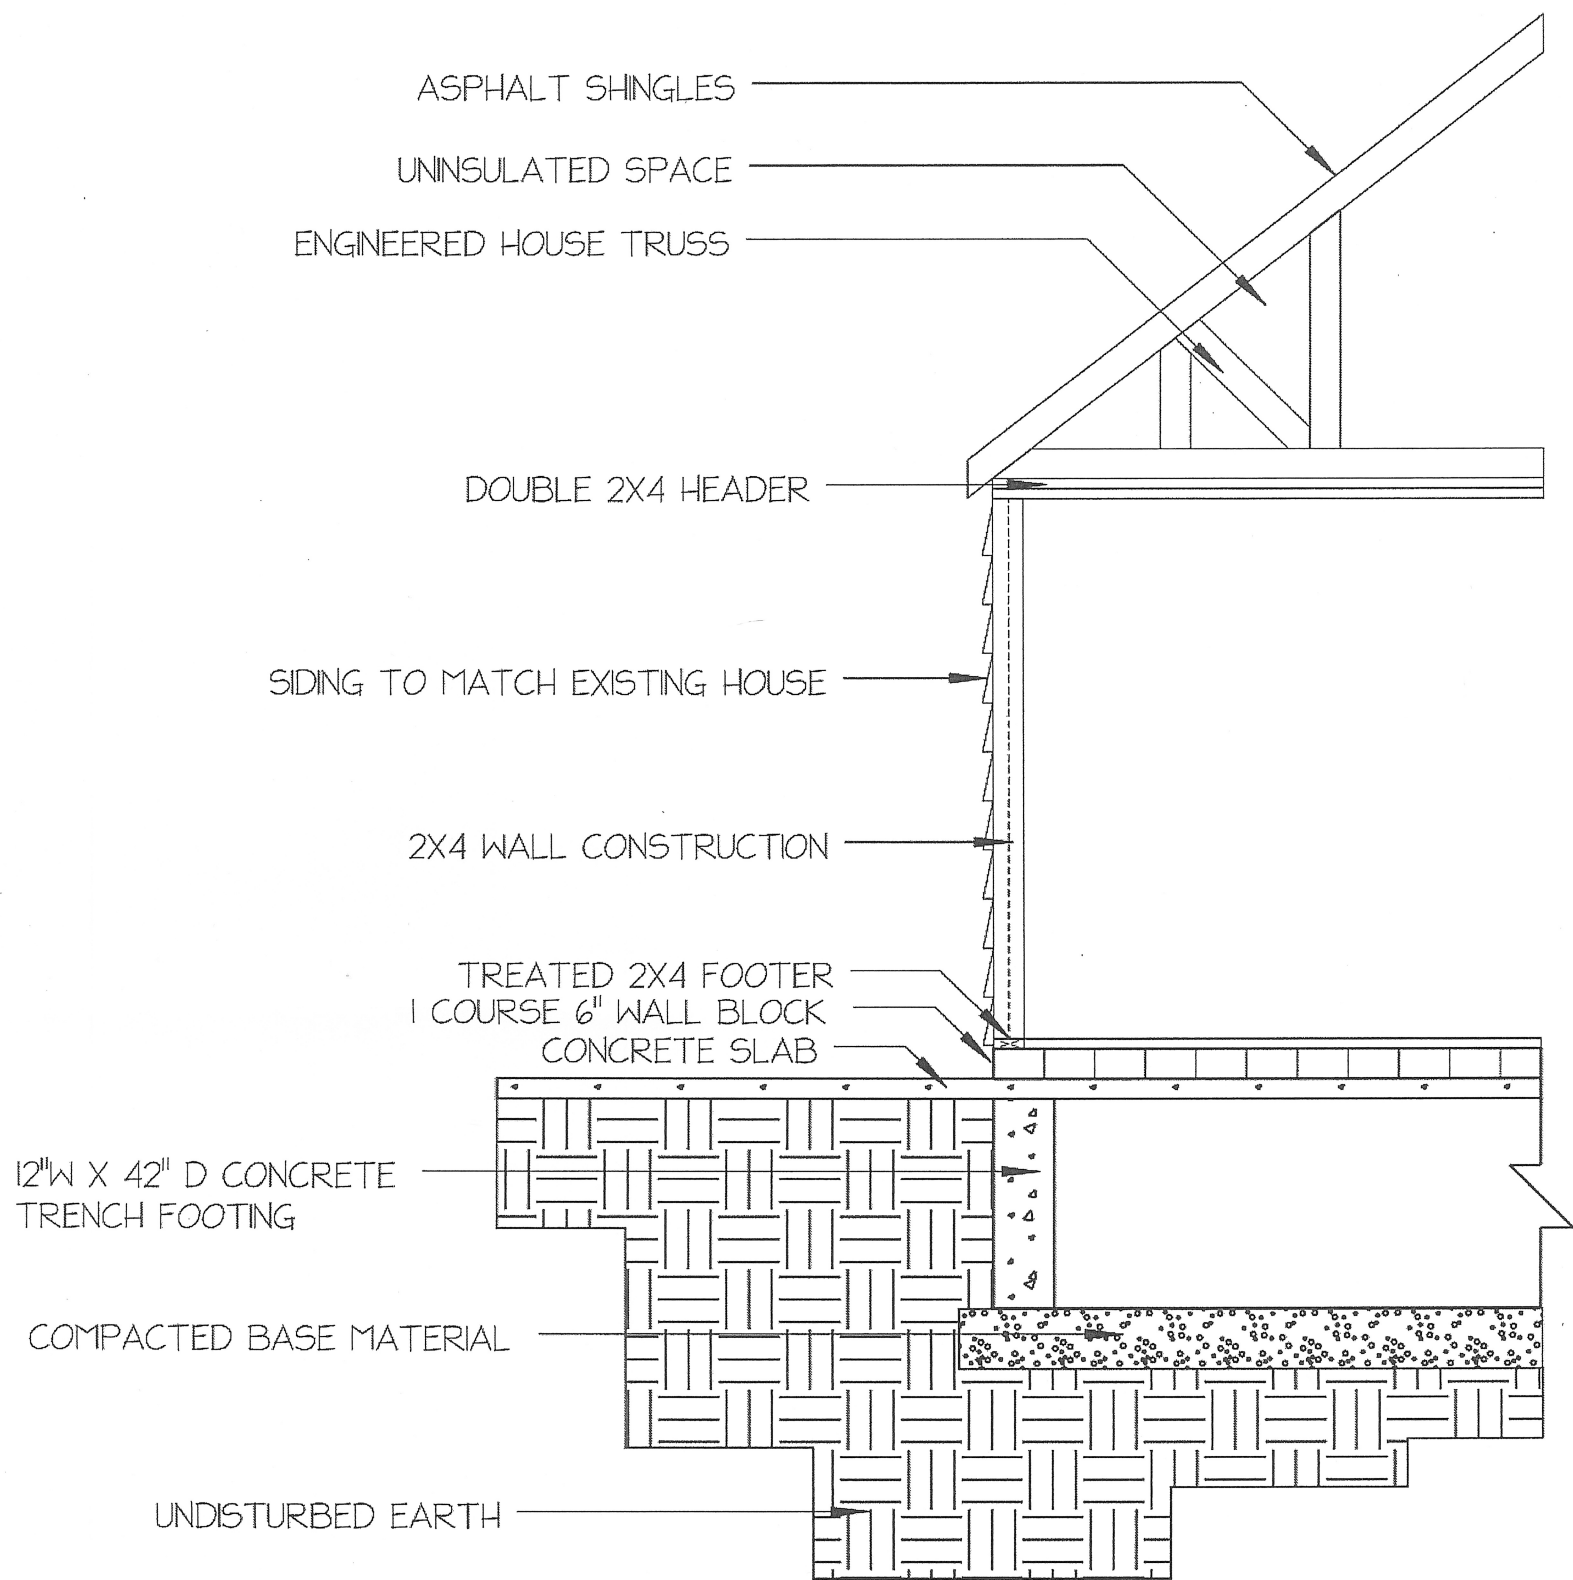 ASPHALT SHINGLES
UNINSULATED SPACE
ENGINEERED HOUSE TRUSS
DOUBLE 2X4 HEADER
SIDING TO MATCH EXISTING HOUSE
2X4 WALL CONSTRUCTION
TREATED 2X4 FOOTER
1 COURSE 6" WALL BLOCK
CONCRETE SLAB
12"W X 42" D CONCRETE
TRENCH FOOTING
COMPACTED BASE MATERIAL
UNDISTURBED EARTH